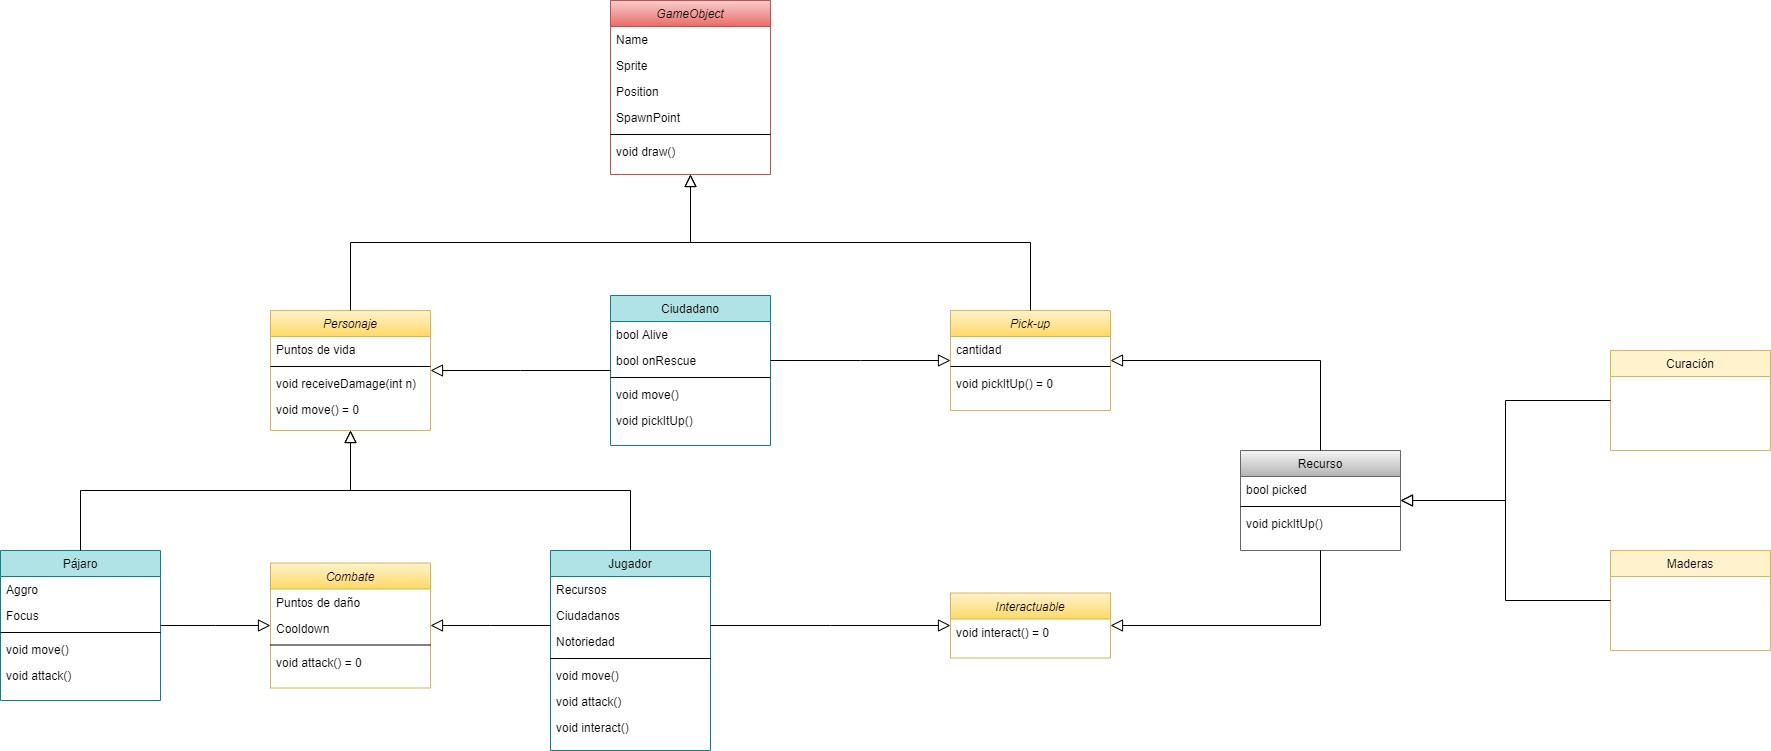 GameObject
Name
Sprite
Position
SpawnPoint
void draw()
Personaje
Puntos de vida
void receiveDamage(int n)
void move() = 0
Ciudadano
bool Alive
bool onRescue
void move()
void pickItUp()
Pick-up
cantidad
void pickItUp() = 0
Curación
Recurso
bool picked
void pickItUp()
Maderas
Pájaro
Aggro
Focus
void move()
void attack()
Combate
Puntos de daño
Cooldown
void attack() = 0
Jugador
Recursos
Ciudadanos
Notoriedad
void move()
void attack()
void interact()
Interactuable
void interact() = 0